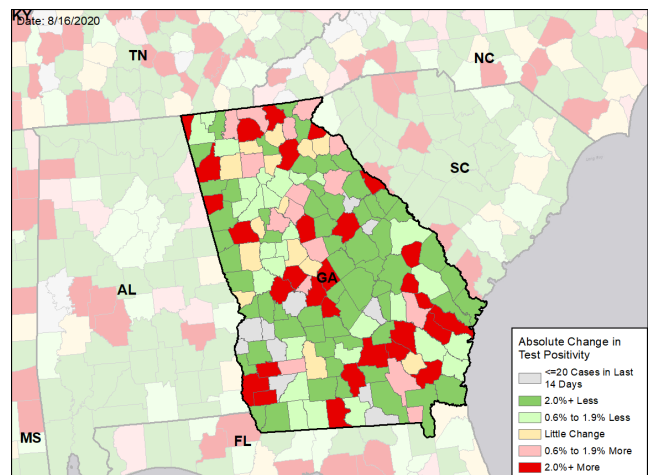 Date: 8/16/2020
KY
TN
NC
SC
AL
GA
MS
FL
Absolute Change in
Test Positivity
<=20 Cases in Last
14 Days
2.0%+ Less
0.6% to 1.9% Less
Little Change
0.6% to 1.9% More
2.0%+ More